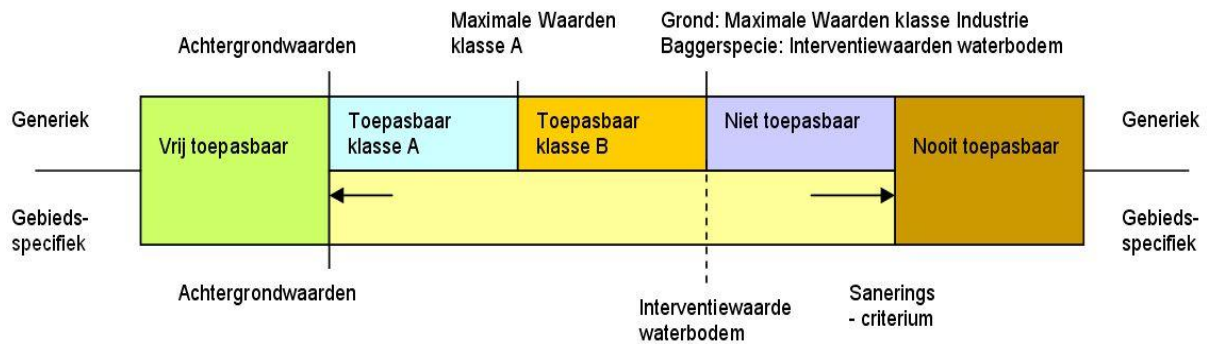 Maximale Waarden
klasse A
Grond: Maximale Waarden klasse Industrie
Baggerspecie: Interventiewaarden waterbodem
Achtergrondwaarden
Generiek
Vrij toepasbaar
Toepasbaar
klasse A
Toepasbaar
klasse B
Niet toepasbaar
Nooit toepasbaar
Generiek
Gebieds-
specifiek
Gebieds-
specifiek
Achtergrondwaarden
Interventiewaarde
waterbodem
Sanerings
- criterium